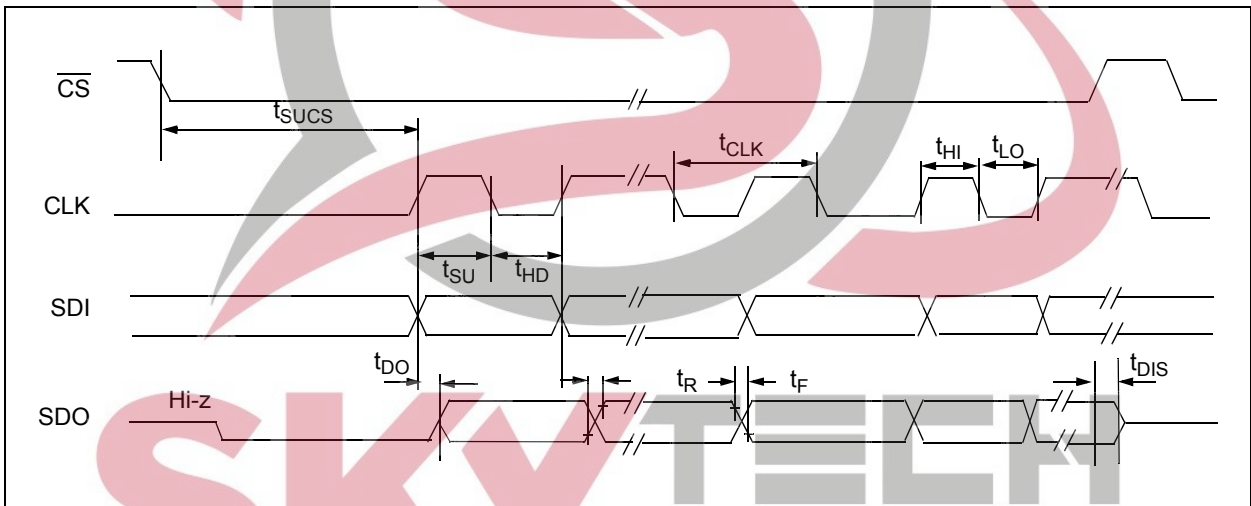 CS
tSUCS
tCLK
tHI
tLO
CLK
tSU
tHD
SDI
tDO
tR
tF
tDIS
SDO
Hi-z
SKYTECH